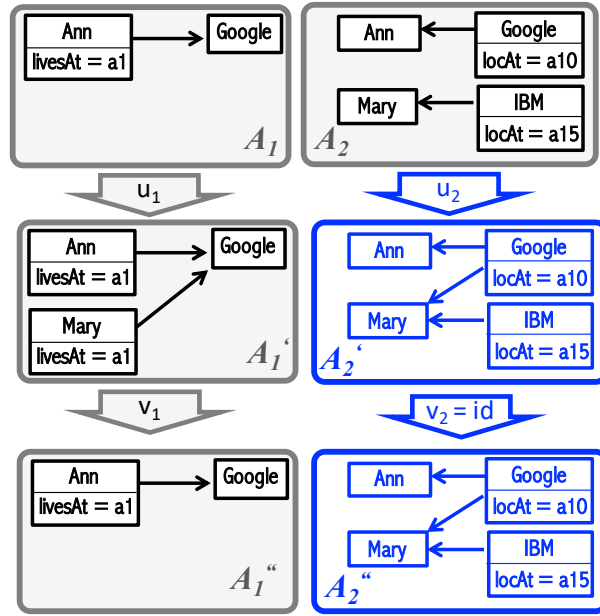 Ann
livesAt = a1
Google
A1
Ann
Google
locAt = a10
Mary
IBM
locAt = a15
A2
u1
u2
Ann
livesAt = a1
Google
Mary
livesAt = a1
A1‘
Ann
Google
locAt = a10
Mary
IBM
locAt = a15
A2‘
v1
v2 = id
Ann
livesAt = a1
Google
A1“
Ann
Google
locAt = a10
Mary
IBM
locAt = a15
A2“